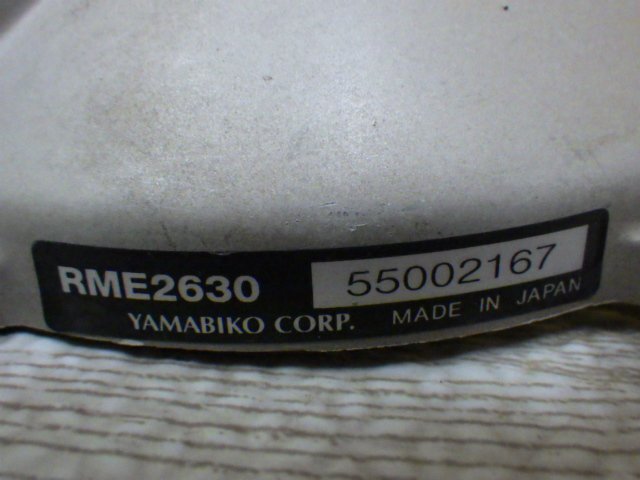 RME2630 55002167
YAMABIKO CORP. MADE IN JAPAN